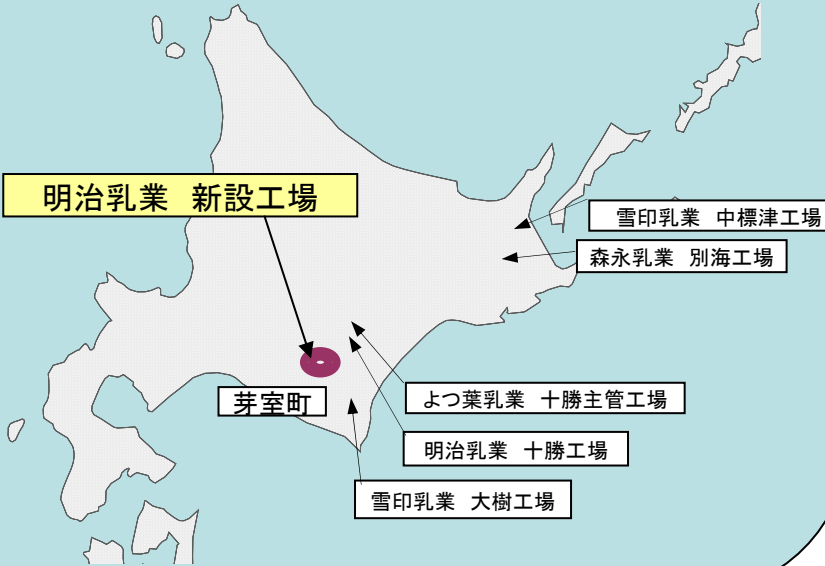 明治乳業 新設工場
雪印乳業 中標津工場
森永乳業 別海工場
芽室町
よつ葉乳業 十勝主管工場
明治乳業 十勝工場
雪印乳業 大樹工場